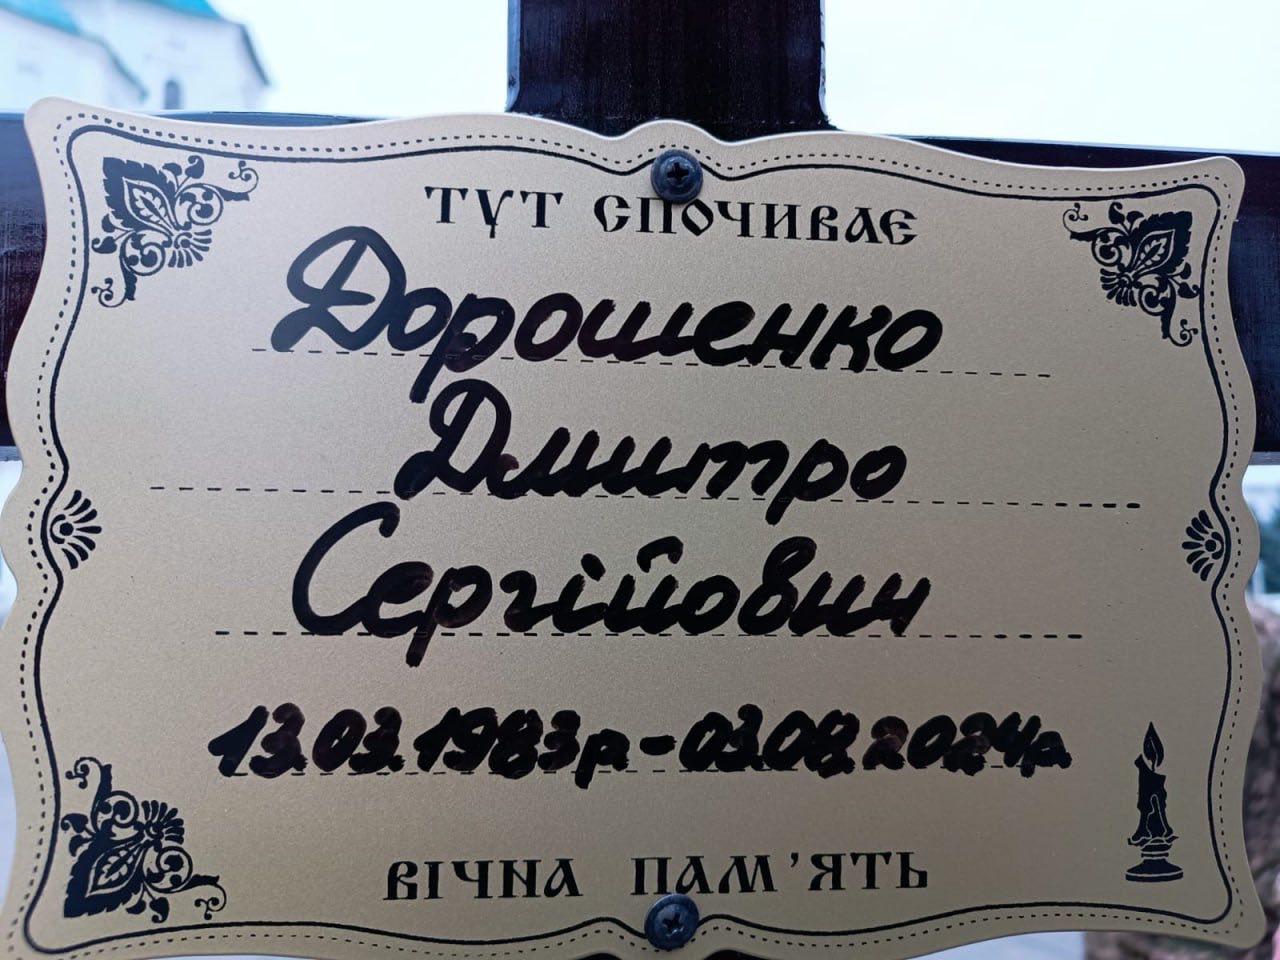 ТУТ СПОЧИВАЄ
Дорошенко
Дмитро
Сергійович
13.03.1983р-03.08.2024р
ВІЧНА ПАМ'ЯТЬ